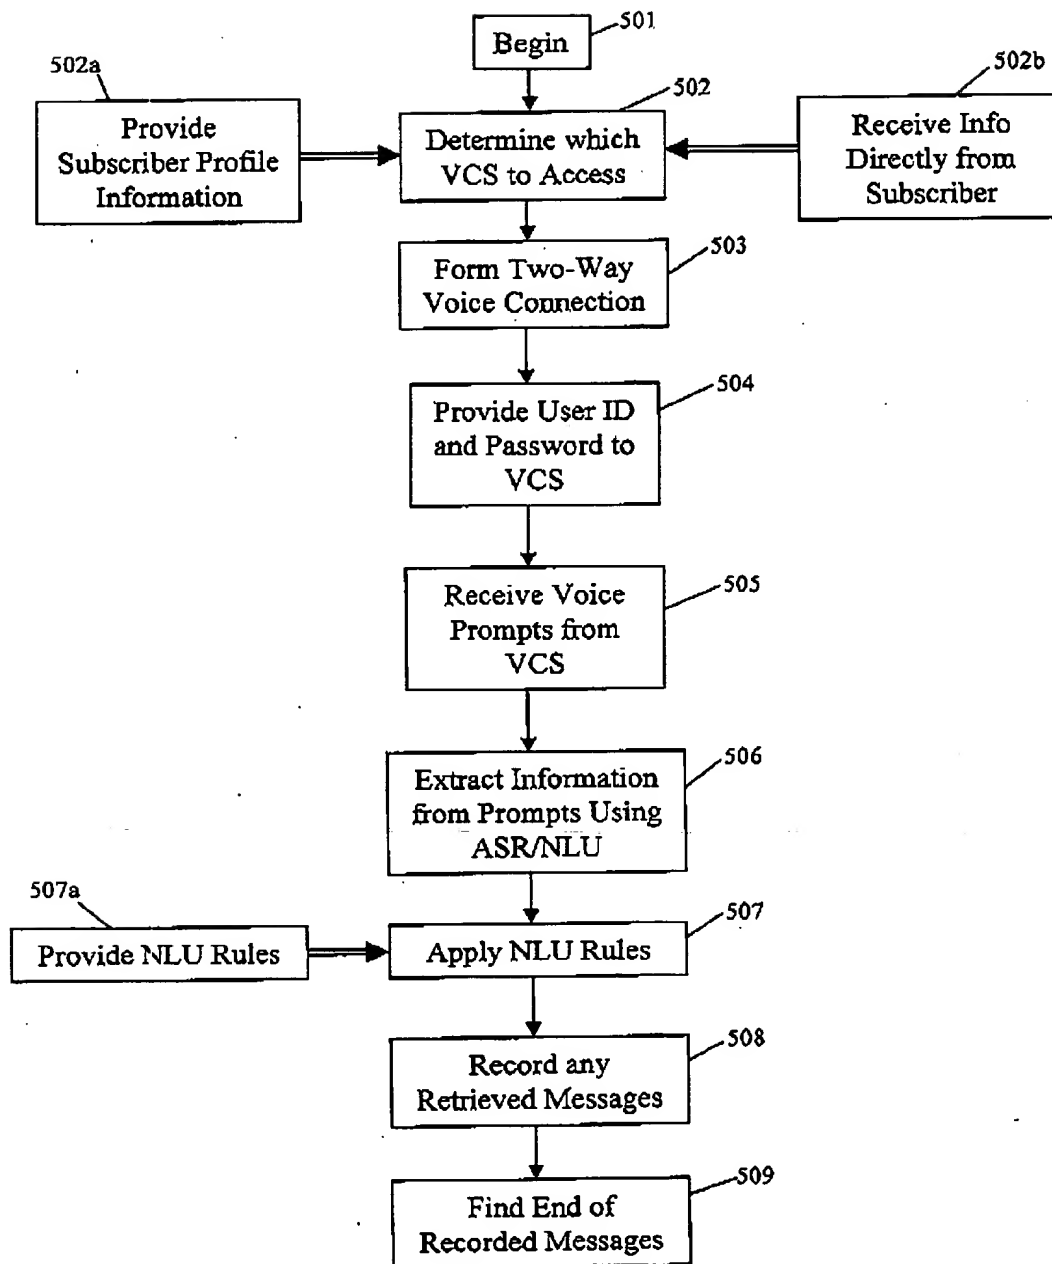 501
Begin
502a
502
502b
Provide
Subscriber Profile
Information
Determine which
VCS to Access
Receive Info
Directly from
Subscriber
503
Form Two-Way
Voice Connection
504
Provide User ID
and Password to
VCS
505
Receive Voice
Prompts from
VCS
506
Extract Information
from Prompts Using
ASR/NLU
507a
507
Provide NLU Rules
Apply NLU Rules
508
Record any
Retrieved Messages
509
Find End of
Recorded Messages